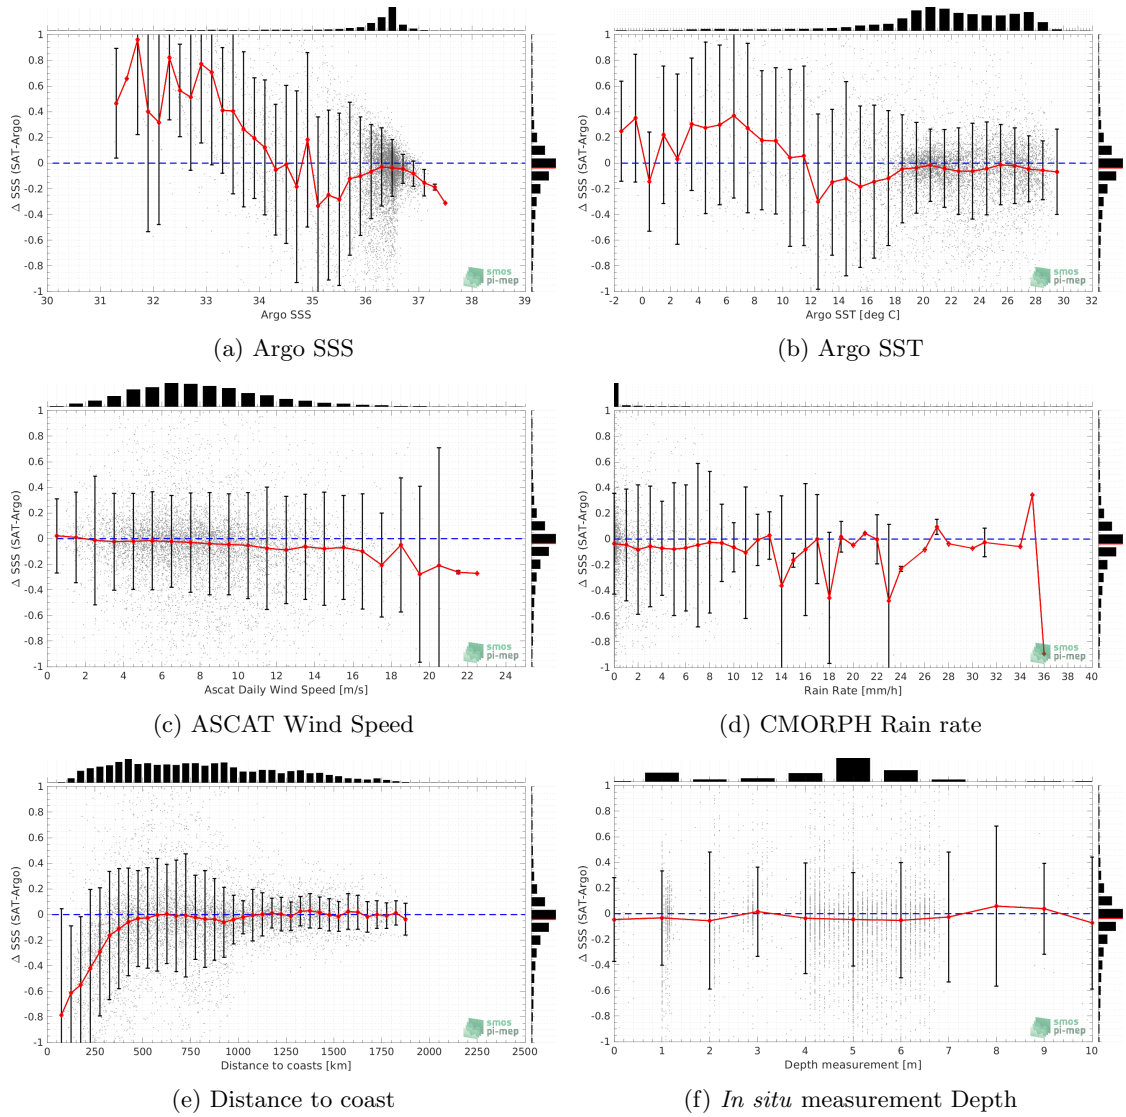 Δ SSS (SAT-Argo)
1
0.8
0.6
0.4
0.2
0
-0.2
-0.4
-0.6
-0.8
-1
30 31 32 33 34 35 36 37 38 39
Argo SSS
smos
pi-mep
(a) Argo SSS
Δ SSS (SAT-Argo)
1
0.8
0.6
0.4
0.2
0
-0.2
-0.4
-0.6
-0.8
-1
-2 0 2 4 6 8 10 12 14 16 18 20 22 24 26 28 30 32
Argo SST [deg C]
smos
pi-mep
(b) Argo SST
Δ SSS (SAT-Argo)
1
0.8
0.6
0.4
0.2
0
-0.2
-0.4
-0.6
-0.8
-1
0 2 4 6 8 10 12 14 16 18 20 22 24
Ascat Daily Wind Speed [m/s]
smos
pi-mep
(c) ASCAT Wind Speed
Δ SSS (SAT-Argo)
1
0.8
0.6
0.4
0.2
0
-0.2
-0.4
-0.6
-0.8
-1
0 2 4 6 8 10 12 14 16 18 20 22 24 26 28 30 32 34 36 38 40
Rain Rate [mm/h]
smos
pi-mep
(d) CMORPH Rain rate
Δ SSS (SAT-Argo)
1
0.8
0.6
0.4
0.2
0
-0.2
-0.4
-0.6
-0.8
-1
0 250 500 750 1000 1250 1500 1750 2000 2250 2500
Distance to coasts [km]
smos
pi-mep
(e) Distance to coast
Δ SSS (SAT-Argo)
1
0.8
0.6
0.4
0.2
0
-0.2
-0.4
-0.6
-0.8
-1
0 1 2 3 4 5 6 7 8 9 10
Depth measurement [m]
smos
pi-mep
(f) In situ measurement Depth